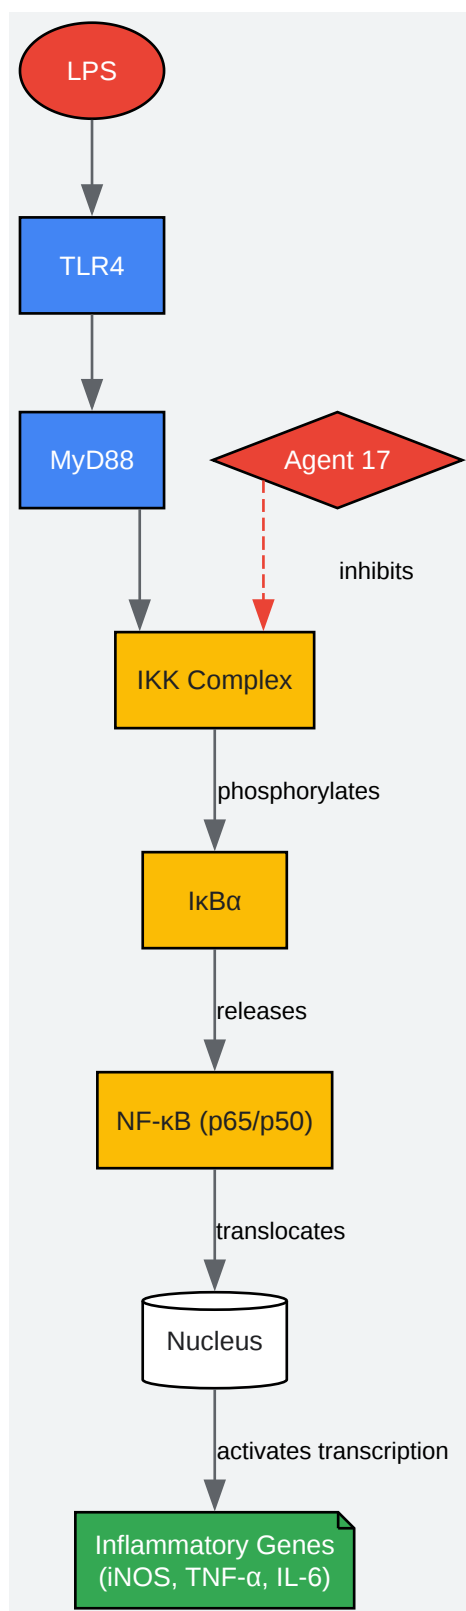 LPS
TLR4
MyD88
Agent 17
inhibits
IKK Complex
phosphorylates
IκBα
releases
NF-κB (p65/p50)
translocates
Nucleus
activates transcription
Inflammatory Genes
(iNOS, TNF-α, IL-6)